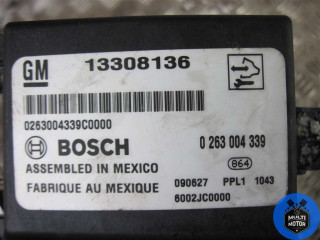 GM 13308136
0263004339C0000
BOSCH 0 263 004 339
ASSEMBLED IN MEXICO 864
FABRIQUE AU MEXIQUE 090627 PPL1 1043
6002JC0000
MULTI
MOTOR